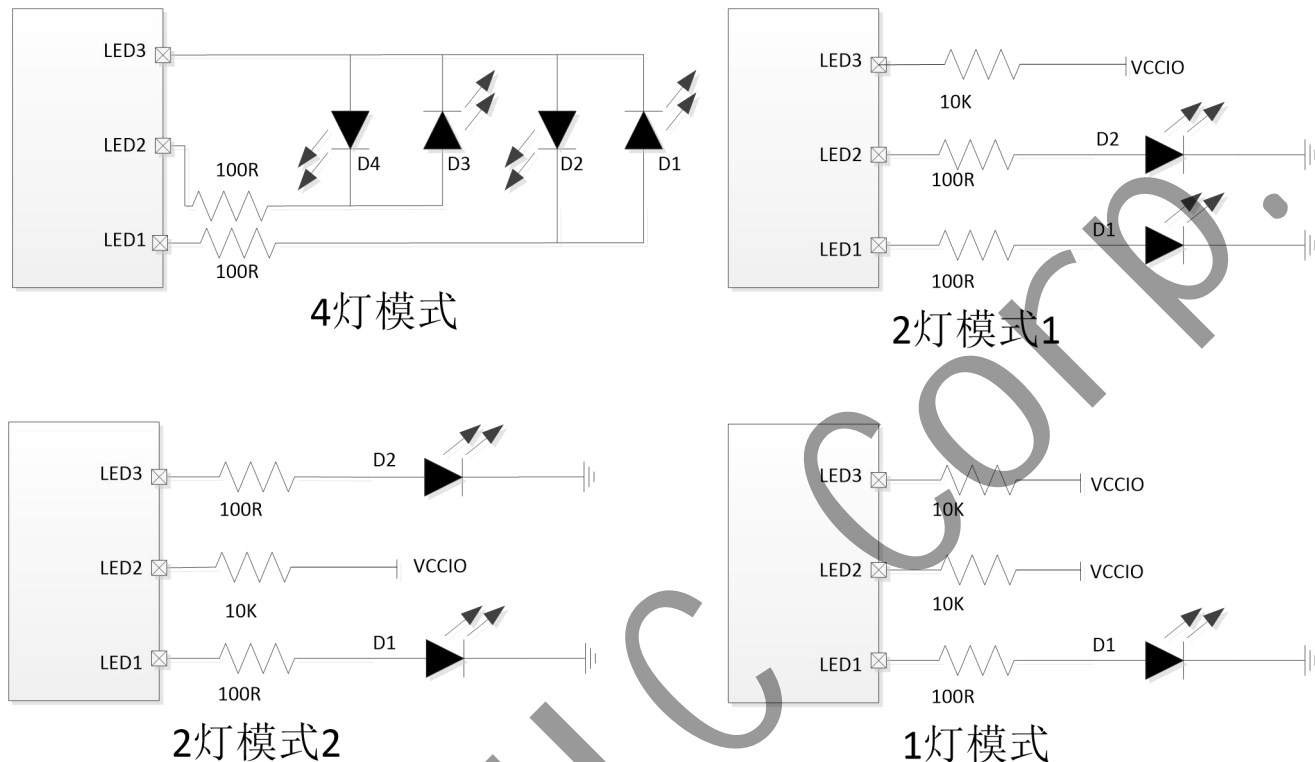 LED3
LED2
LED1
100R
100R
D4
D3
D2
D1
4灯模式
LED3
LED2
LED1
10K
VCCIO
D2
100R
D1
100R
2灯模式1
LED3
LED2
LED1
D2
100R
VCCIO
10K
D1
100R
2灯模式2
LED3
LED2
LED1
VCCIO
10K
VCCIO
10K
D1
100R
1灯模式
Corp.